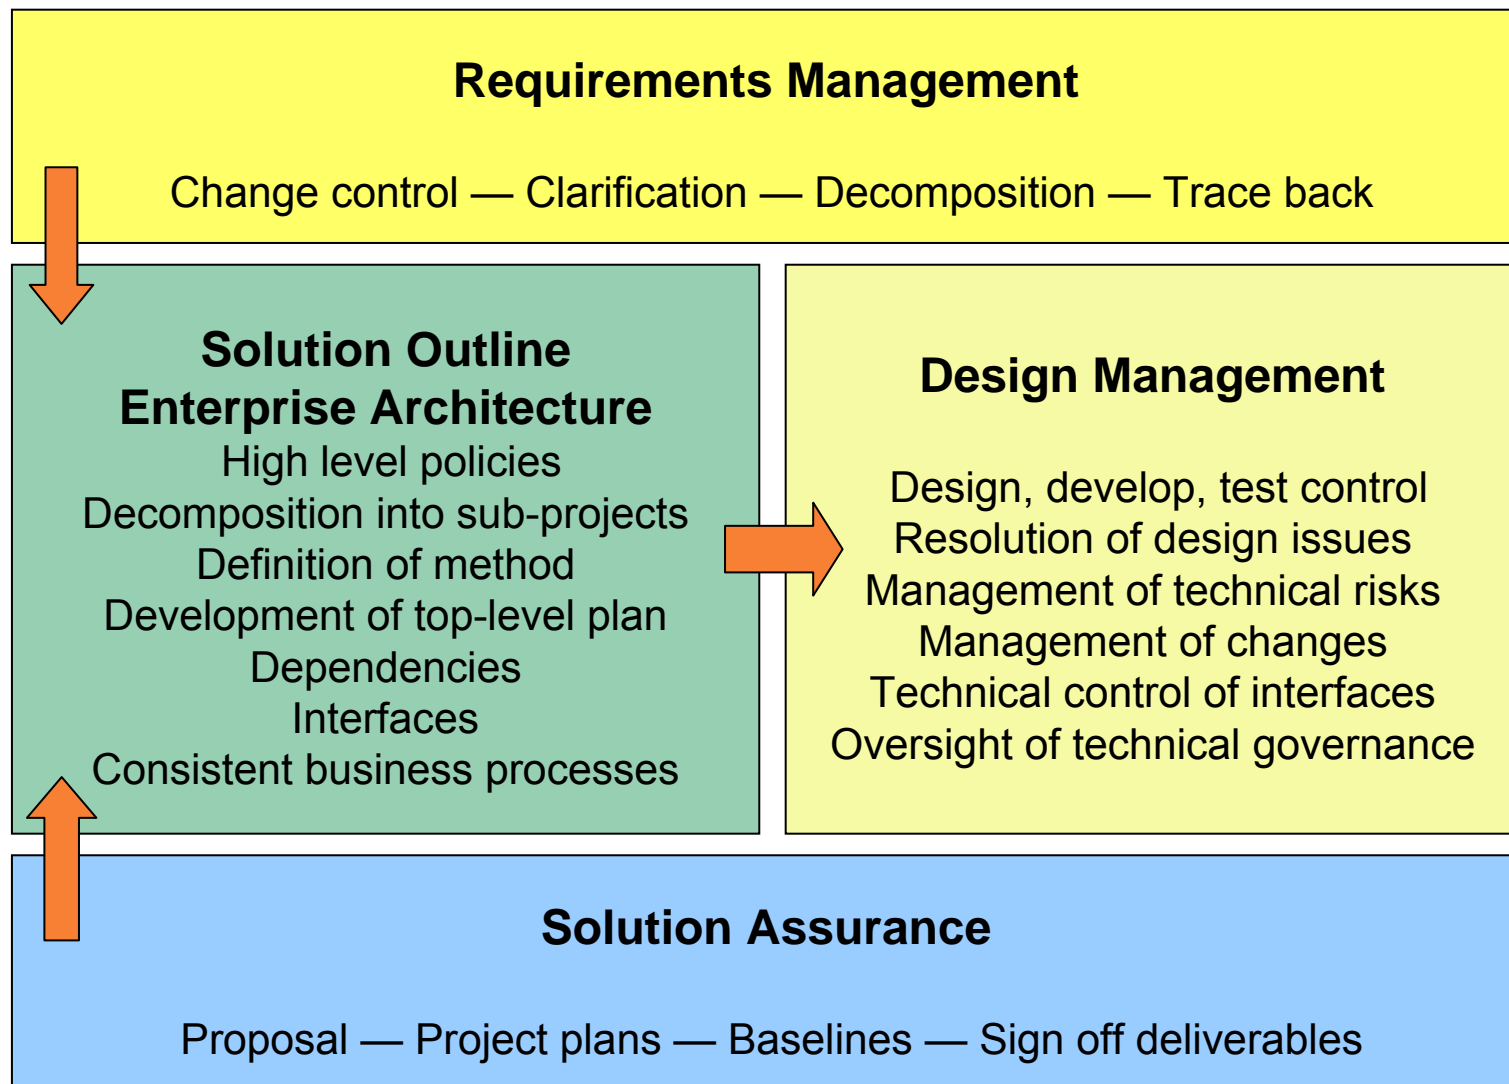 Requirements Management
Change control — Clarification — Decomposition — Trace back
Solution Outline
Enterprise Architecture
High level policies
Decomposition into sub-projects
Definition of method
Development of top-level plan
Dependencies
Interfaces
Consistent business processes
Design Management
Design, develop, test control
Resolution of design issues
Management of technical risks
Management of changes
Technical control of interfaces
Oversight of technical governance
Solution Assurance
Proposal — Project plans — Baselines — Sign off deliverables